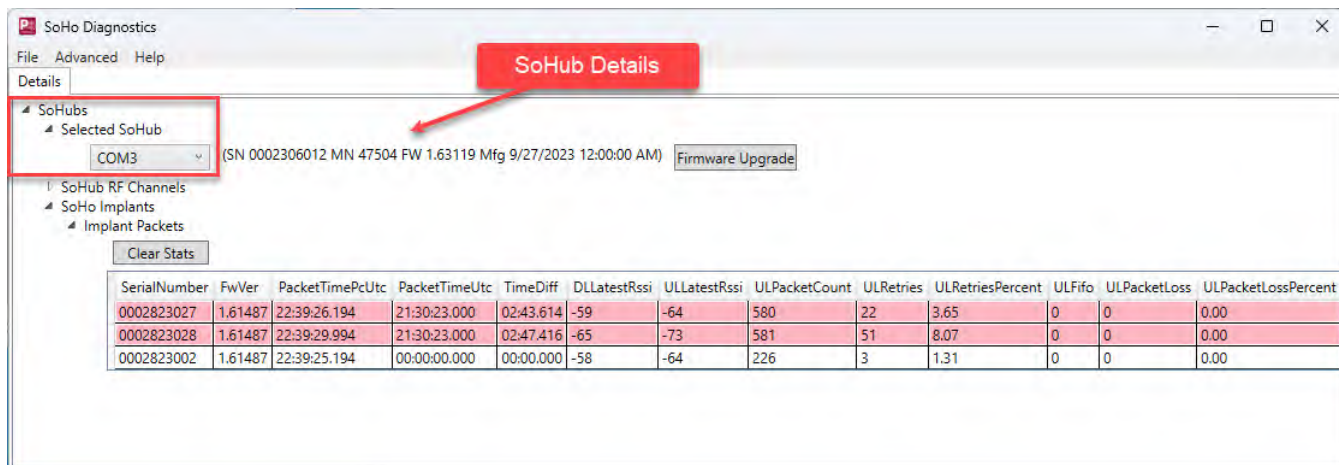 SoHo Diagnostics
File Advanced Help
SoHub Details
Details
SoHubs
Selected SoHub
COM3 (SN 0002306012 MN 47504 FW 1.63119 Mfg 9/27/2023 12:00:00 AM) Firmware Upgrade
SoHub RF Channels
SoHo Implants
Implant Packets
Clear Stats
SerialNumber FwVer PacketTimePcUtc PacketTimeUtc TimeDiff DLLatestRssi ULLatestRssi ULPacketCount ULRetries ULRetriesPercent ULFifo ULPacketLoss ULPacketLossPercent
0002823027 1.61487 22:39:26.194 21:30:23.000 02:43.614 -59 -64 580 22 3.65 0 0 0.00
0002823028 1.61487 22:39:29.994 21:30:23.000 02:47.416 -65 -73 581 51 8.07 0 0 0.00
0002823002 1.61487 22:39:25.194 00:00:00.000 00:00.000 -58 -64 226 3 1.31 0 0 0.00